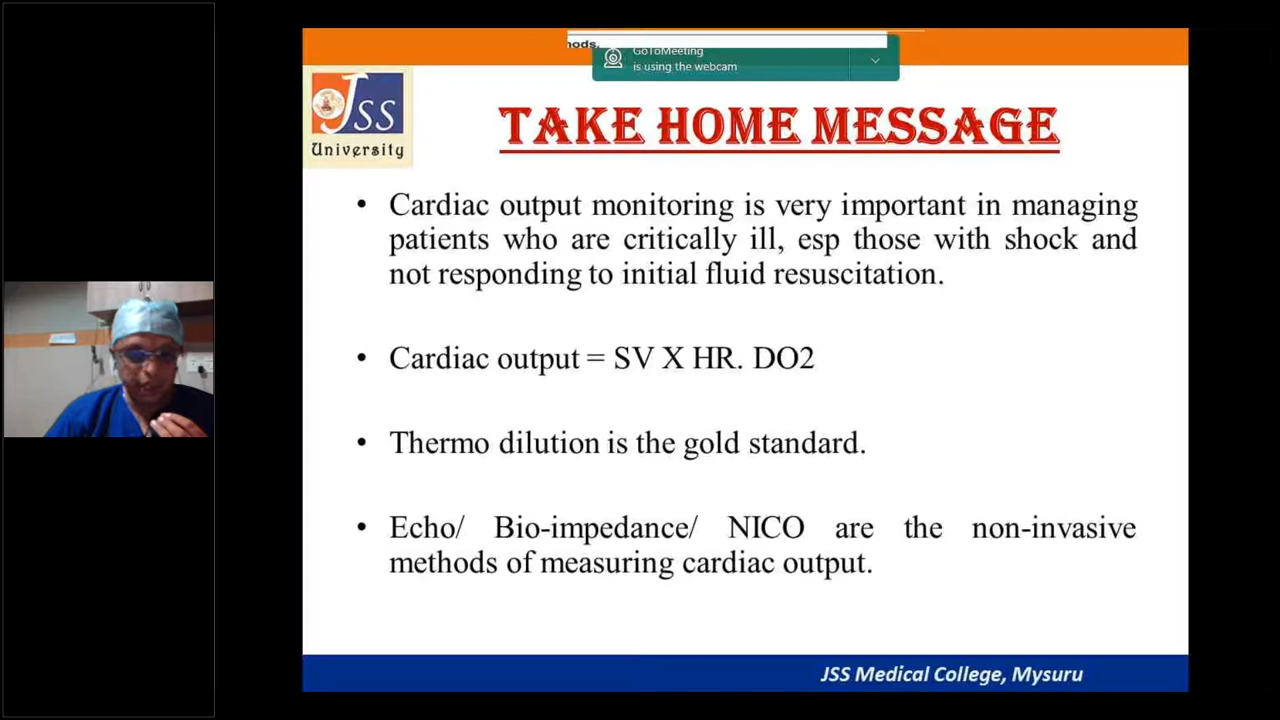 hods.
GoToMeeting
is using the webcam
JSS
University
TAKE HOME MESSAGE
• Cardiac output monitoring is very important in managing
patients who are critically ill, esp those with shock and
not responding to initial fluid resuscitation.
• Cardiac output = SV X HR. DO2
• Thermo dilution is the gold standard.
• Echo/ Bio-impedance/ NICO are the non-invasive
methods of measuring cardiac output.
JSS Medical College, Mysuru